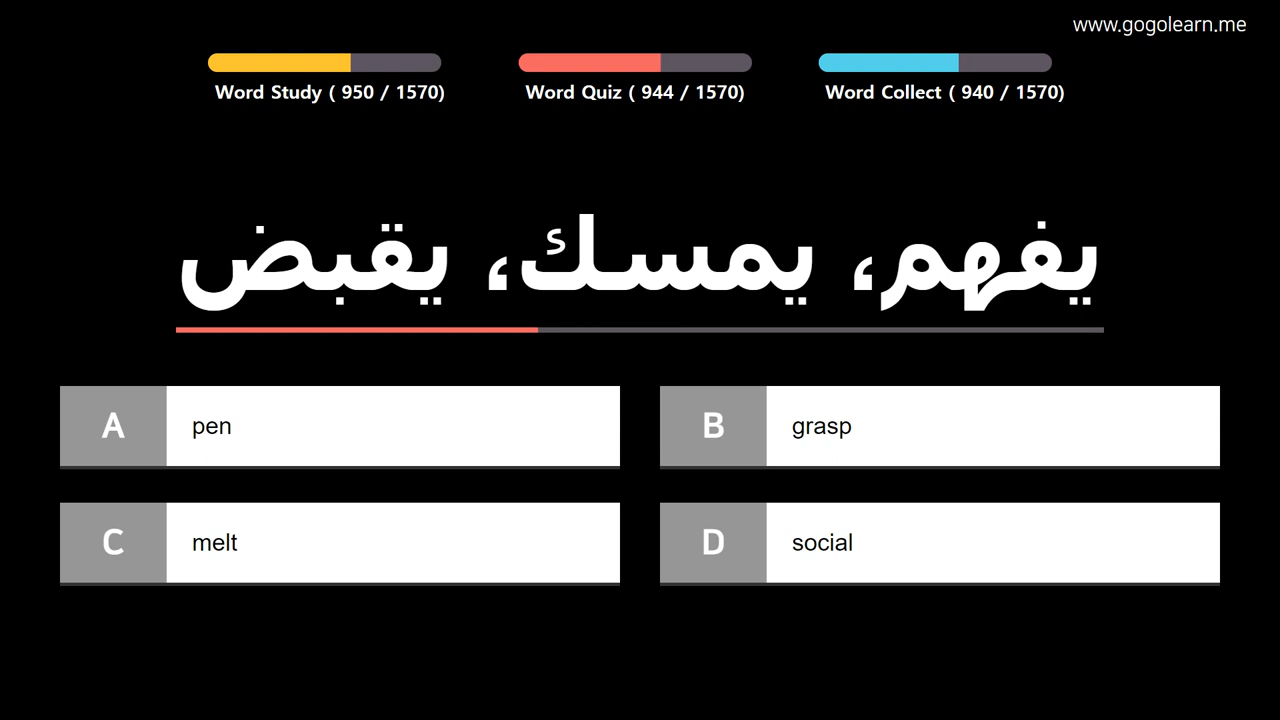 www.gogolearn.me
Word Study ( 950 / 1570)
Word Quiz ( 944 / 1570)
Word Collect ( 940 / 1570)
يفهم، يمسك، يقبض
A pen
B grasp
C melt
D social